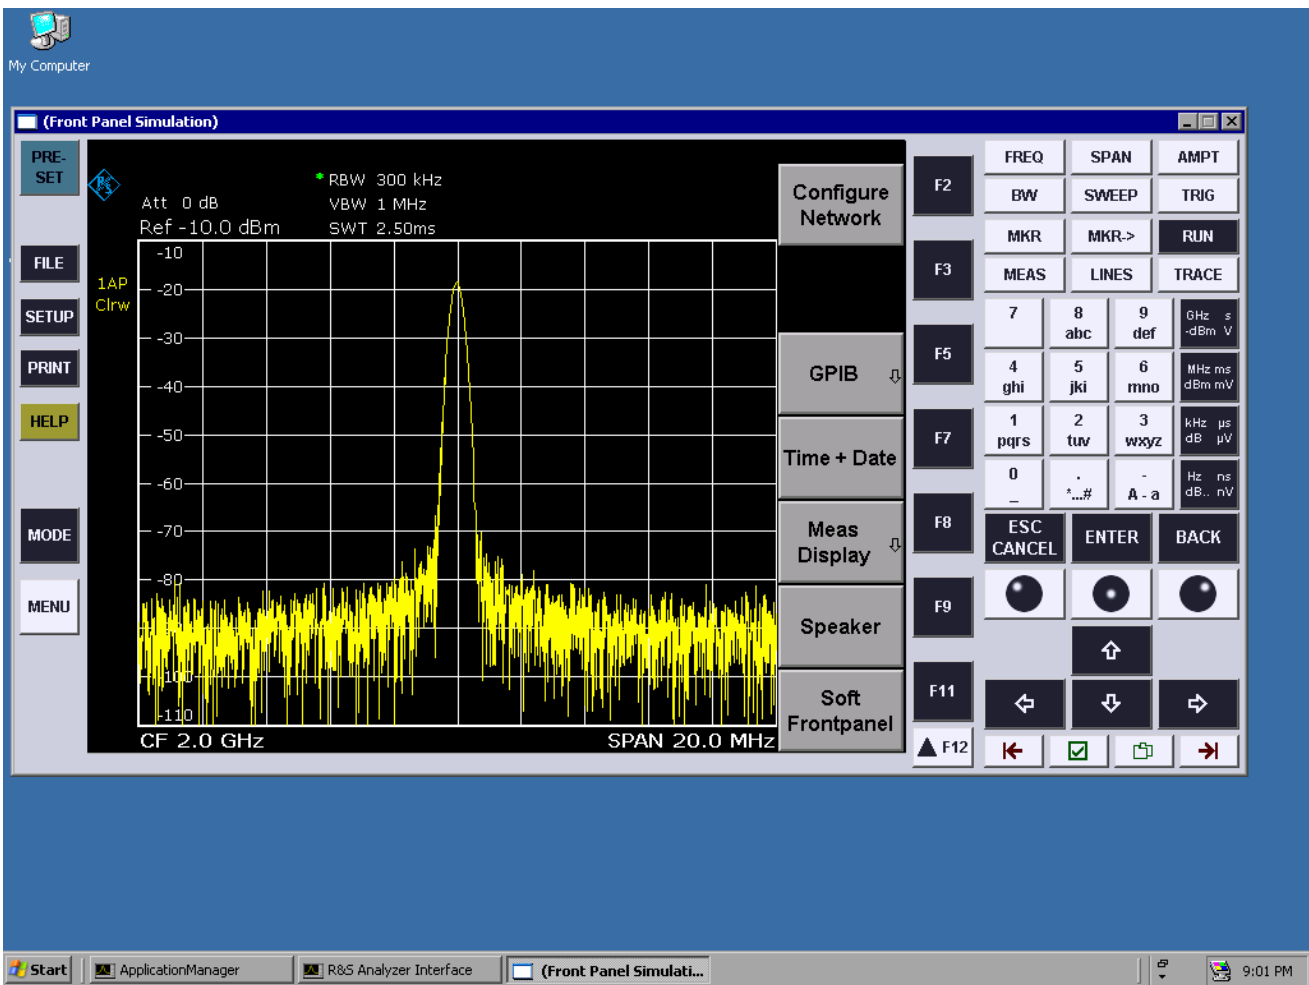 My Computer
(Front Panel Simulation)
PRE-
SET
FILE
SETUP
PRINT
HELP
MODE
MENU
R&S
Att 0 dB
Ref -10.0 dBm
* RBW 300 kHz
VBW 1 MHz
SWT 2.50ms
1AP
Clrw
-10
-20
-30
-40
-50
-60
-70
-80
-100
-110
CF 2.0 GHz
SPAN 20.0 MHz
Configure
Network
GPIB
Time + Date
Meas
Display
Speaker
Soft
Frontpanel
F2
F3
F5
F7
F8
F9
F11
F12
FREQ SPAN AMPT
BW SWEEP TRIG
MKR MKR-> RUN
MEAS LINES TRACE
7 8 9 GHz s
abc def -dBm V
4 5 6 MHz ms
ghi jkl mno dBm mV
1 2 3 kHz µs
pqrs tuv wxyz dB µV
0 . - Hz ns
_ *...# A - a dB.. nV
ESC
CANCEL
ENTER
BACK
Start
ApplicationManager
R&S Analyzer Interface
(Front Panel Simulati...
9:01 PM